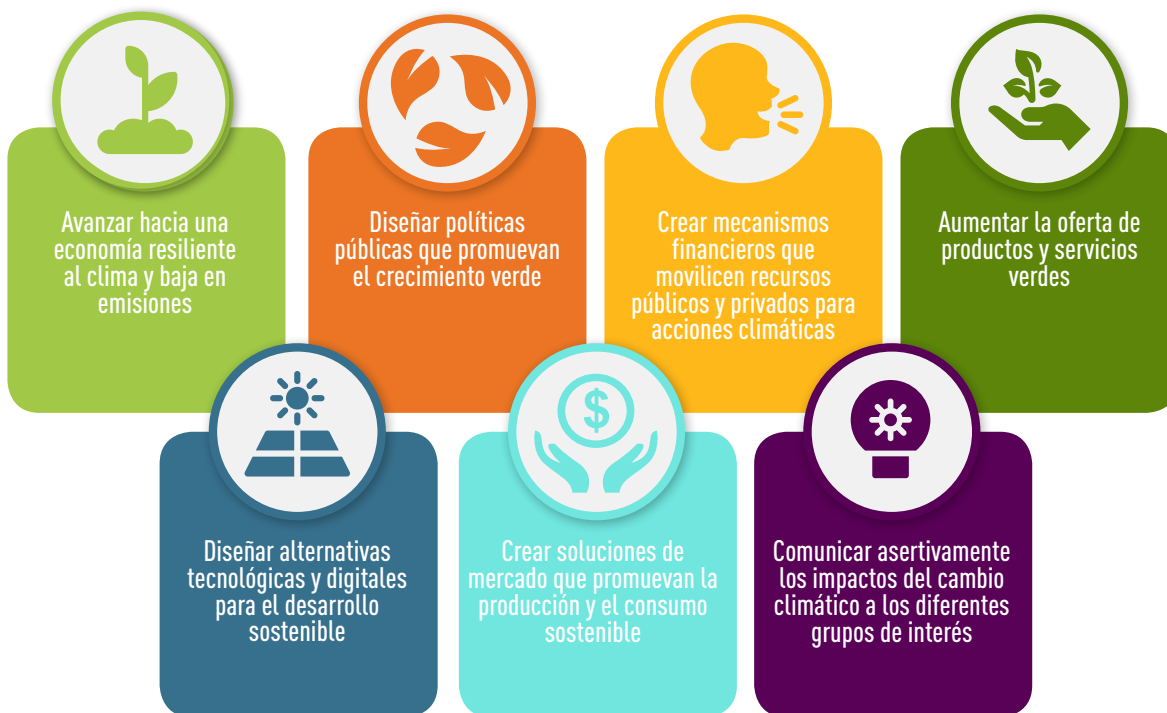 Avanzar hacia una
economía resiliente
al clima y baja en
emisiones
Diseñar políticas
públicas que promuevan
el crecimiento verde
Crear mecanismos
financieros que
movilicen recursos
públicos y privados para
acciones climáticas
Aumentar la oferta de
productos y servicios
verdes
Diseñar alternativas
tecnológicas y digitales
para el desarrollo
sostenible
$
Crear soluciones de
mercado que promuevan la
producción y el consumo
sostenible
Comunicar asertivamente
los impactos del cambio
climático a los diferentes
grupos de interés